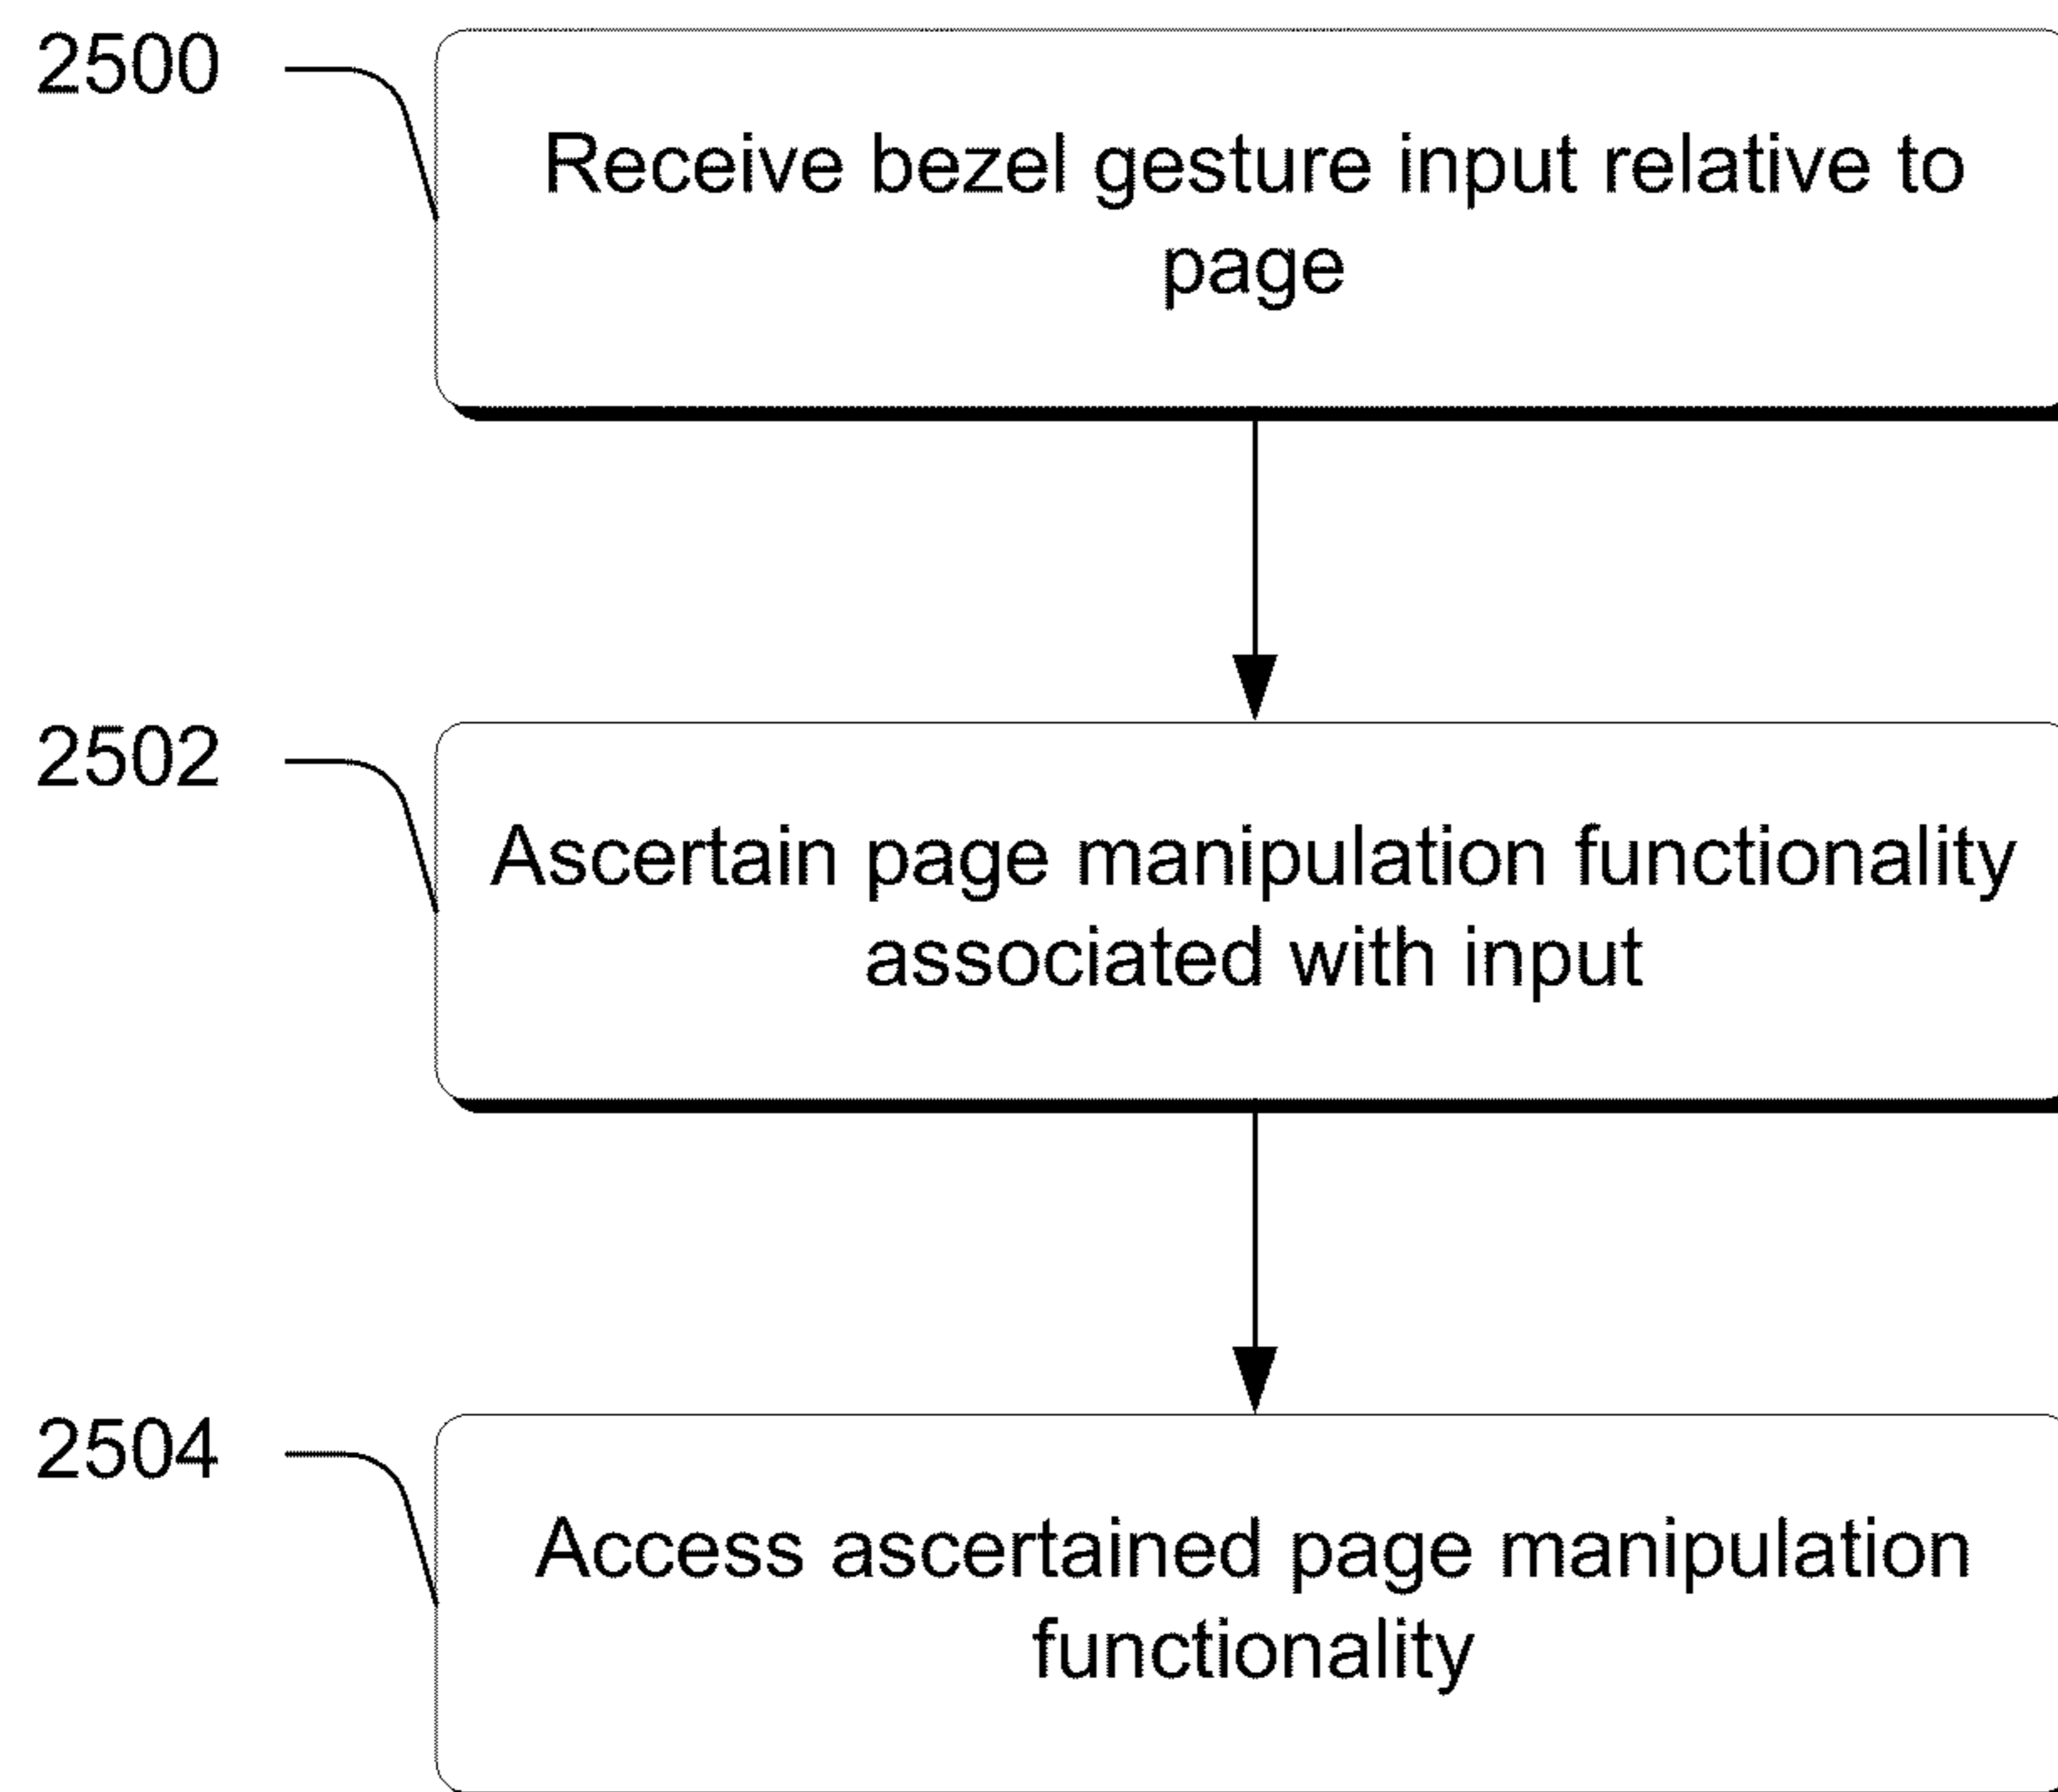 2500
Receive bezel gesture input relative to
page
2502
Ascertain page manipulation functionality
associated with input
2504
Access ascertained page manipulation
functionality